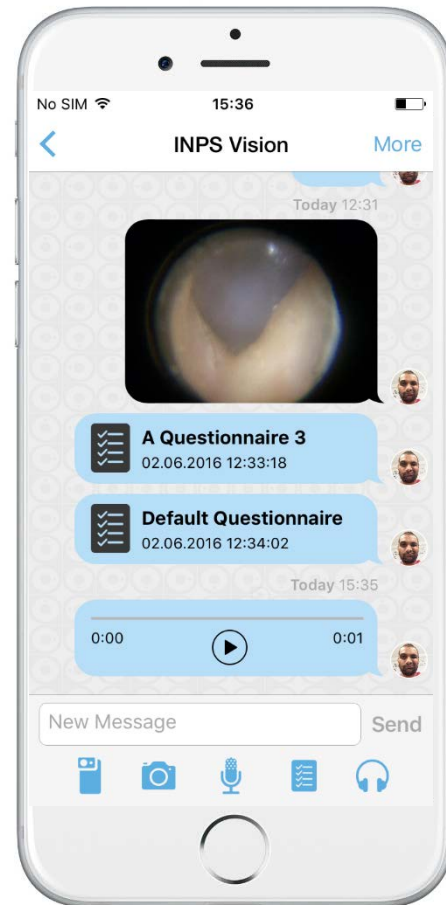 No SIM 15:36
INPS Vision More
Today 12:31
A Questionnaire 3
02.06.2016 12:33:18
Default Questionnaire
02.06.2016 12:34:02
Today 15:35
0:00 0:01
New Message Send